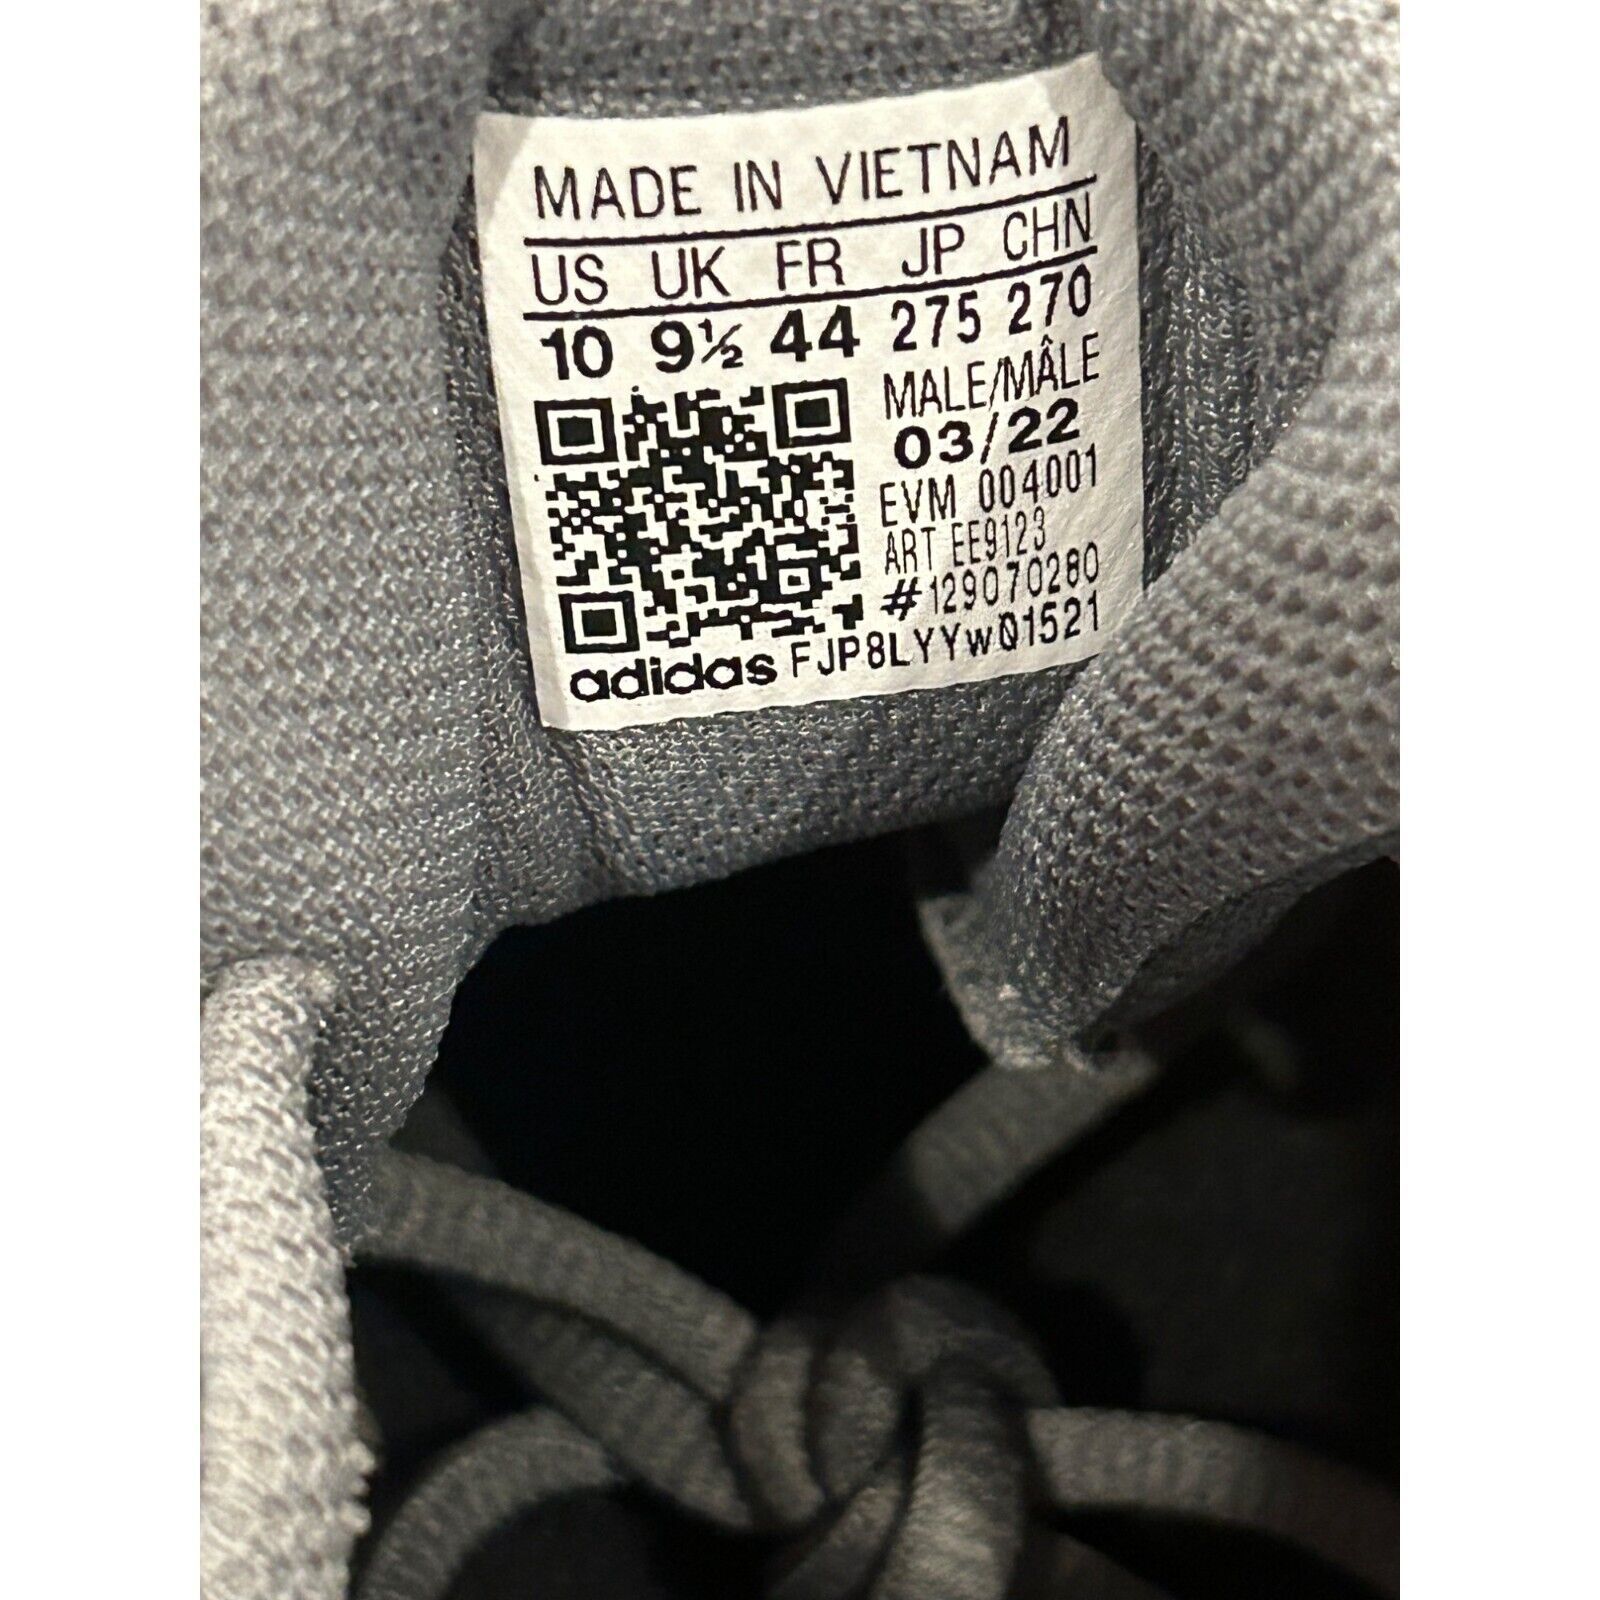 MADE IN VIETNAM
US UK FR JP CHN
10 9½ 44 275 270
MALE/MÂLE
03/22
EVM 004001
ART EE9123
#129070280
adidas FJP8LYYw01521